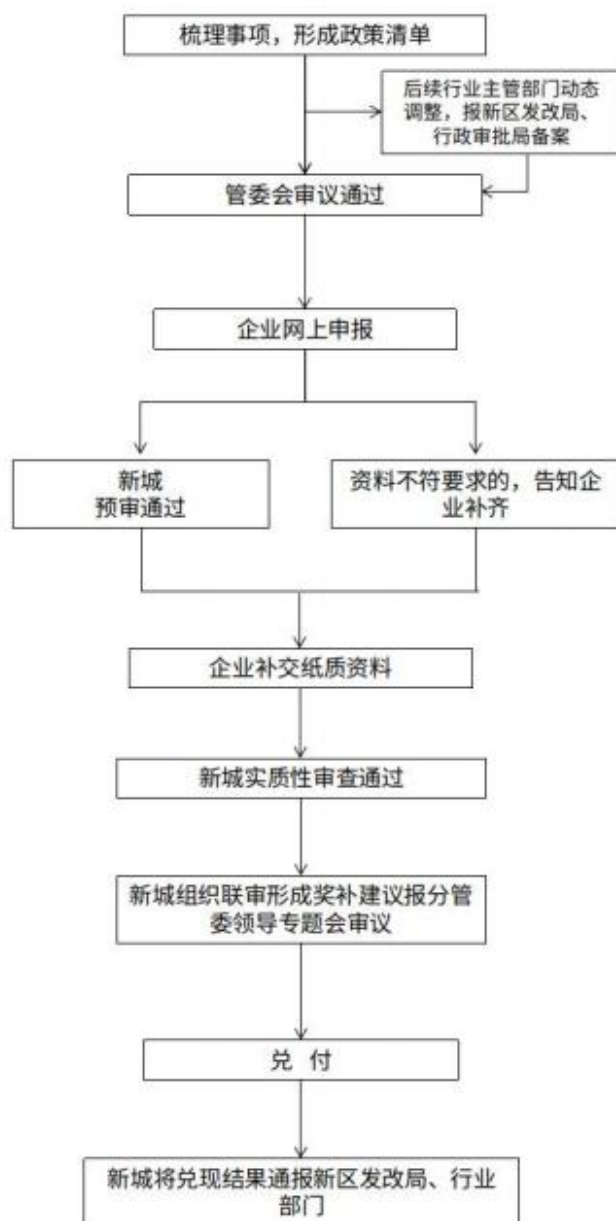 梳理事项，形成政策清单
后续行业主管部门动态
调整，报新区发改局、
行政审批局备案
管委会审议通过
企业网上申报
新城
预审通过
资料不符要求的，告知企
业补齐
企业补交纸质资料
新城实质性审查通过
新城组织联审形成奖补建议报分管
委领导专题会审议
兑 付
新城将兑现结果通报新区发改局、行业
部门